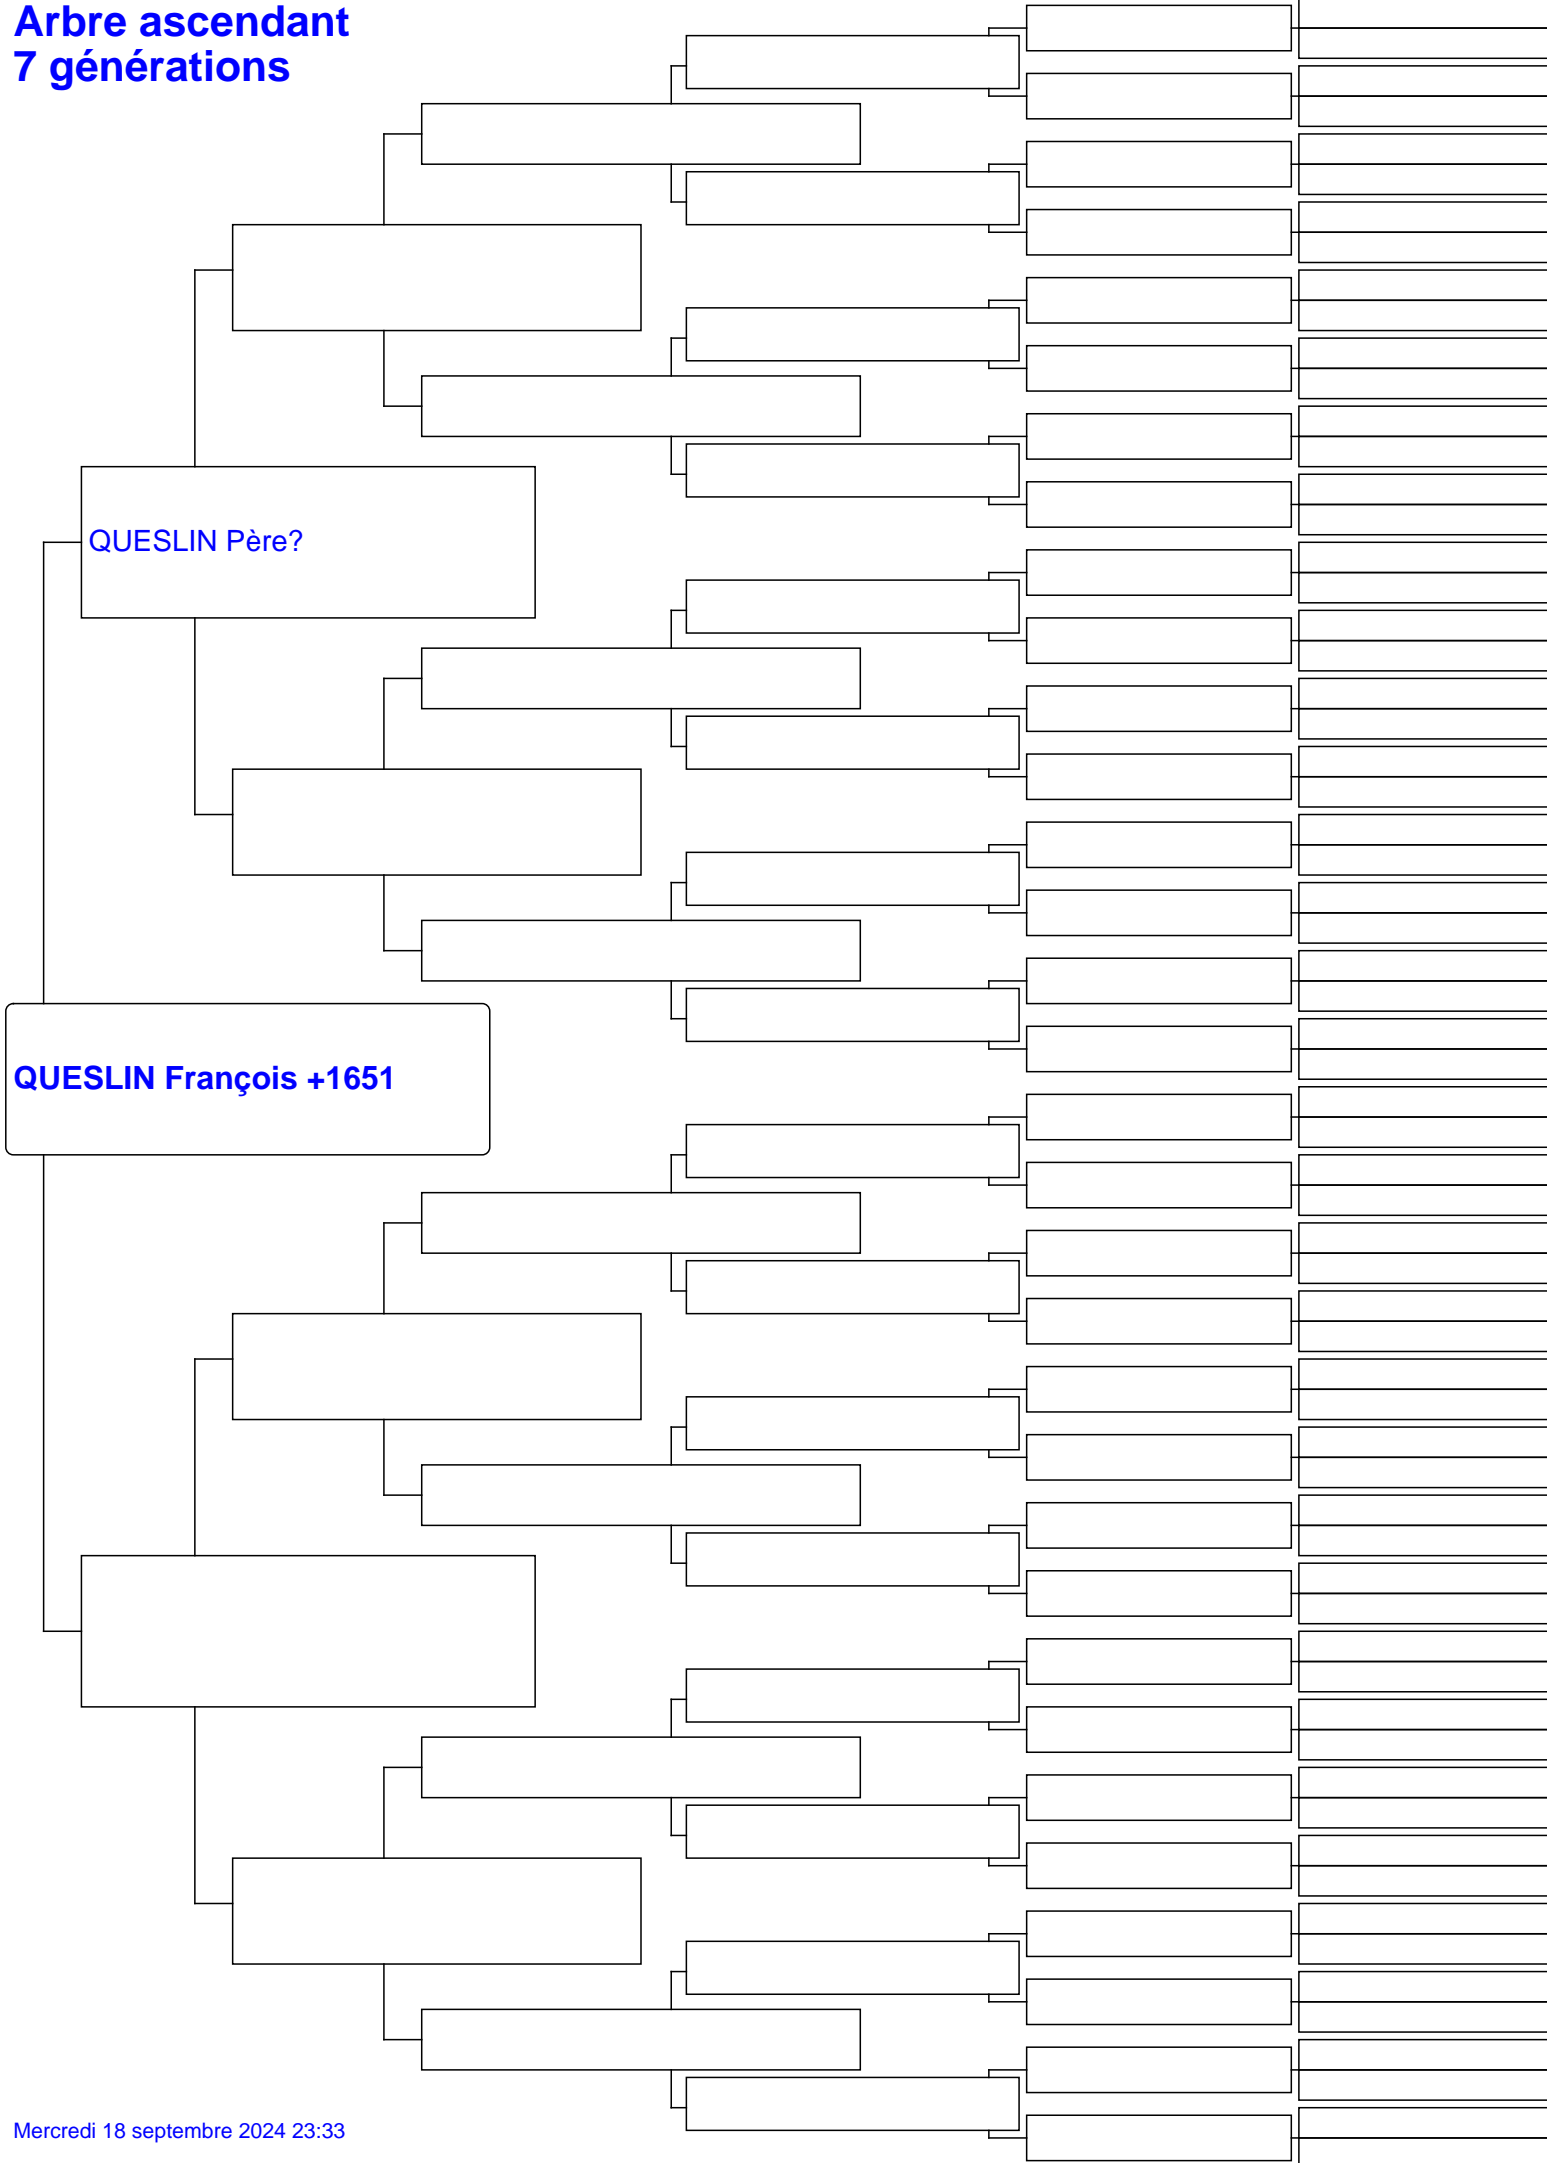 Arbre ascendant
7 générations
QUESLIN Père?
QUESLIN François +1651
Mercredi 18 septembre 2024 23:33